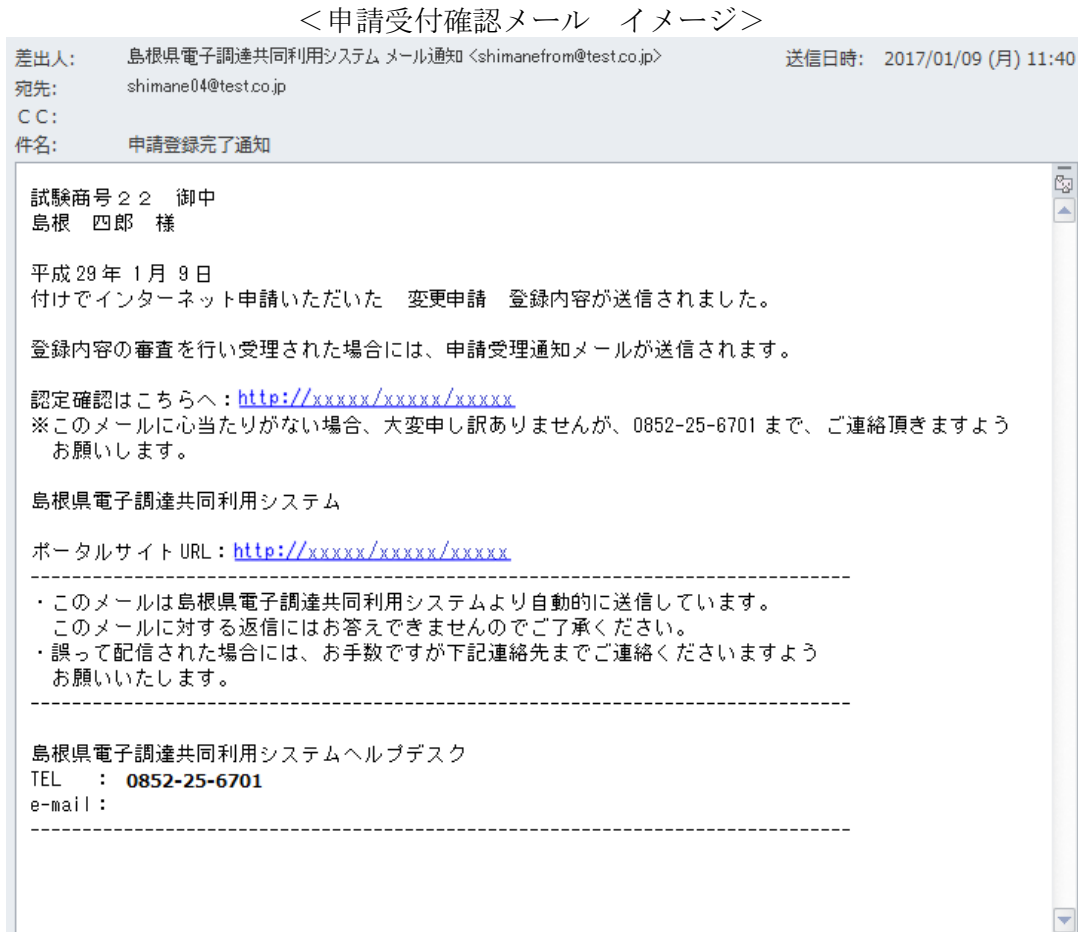 ＜申請受付確認メール　イメージ＞
差出人: 島根県電子調達共同利用システム メール通知 <shimanefrom@test.co.jp> 送信日時: 2017/01/09 (月) 11:40
宛先: shimane04@test.co.jp
CC:
件名: 申請登録完了通知
試験商号２２　御中
島根　四郎　様
平成 29 年 1 月 9 日
付けでインターネット申請いただいた　変更申請　登録内容が送信されました。
登録内容の審査を行い受理された場合には、申請受理通知メールが送信されます。
認定確認はこちらへ：http://xxxxx/xxxxx/xxxxx
※このメールに心当たりがない場合、大変申し訳ありませんが、0852-25-6701 まで、ご連絡頂きますよう
お願いします。
島根県電子調達共同利用システム
ポータルサイト URL：http://xxxxx/xxxxx/xxxxx
--------------------------------------------------------------------------------
・このメールは島根県電子調達共同利用システムより自動的に送信しています。
このメールに対する返信にはお答えできませんのでご了承ください。
・誤って配信された場合には、お手数ですが下記連絡先までご連絡くださいますよう
お願いいたします。
--------------------------------------------------------------------------------
島根県電子調達共同利用システムヘルプデスク
TEL　： 0852-25-6701
e-mail：
--------------------------------------------------------------------------------